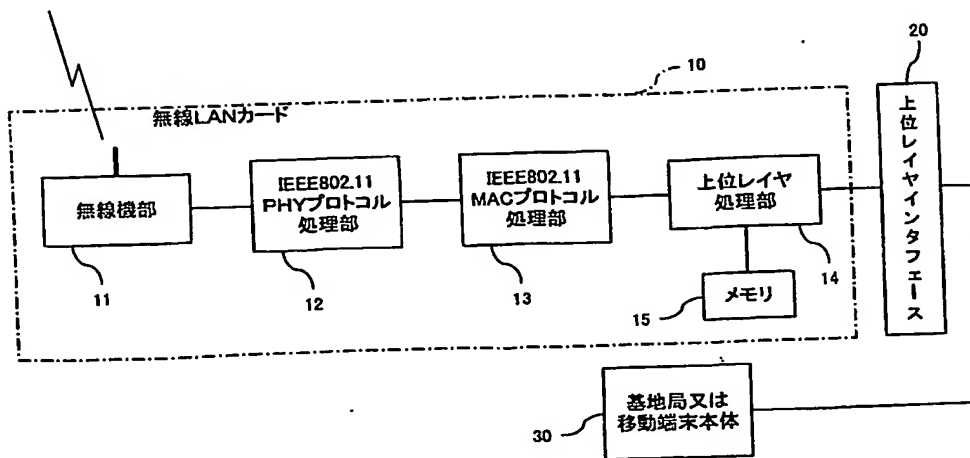 20
10
無線LANカード
無線機部
11
IEEE802.11
PHYプロトコル
処理部
12
IEEE802.11
MACプロトコル
処理部
13
上位レイヤ
処理部
14
メモリ
15
上位レイヤインタフェース
基地局又は
移動端末本体
30